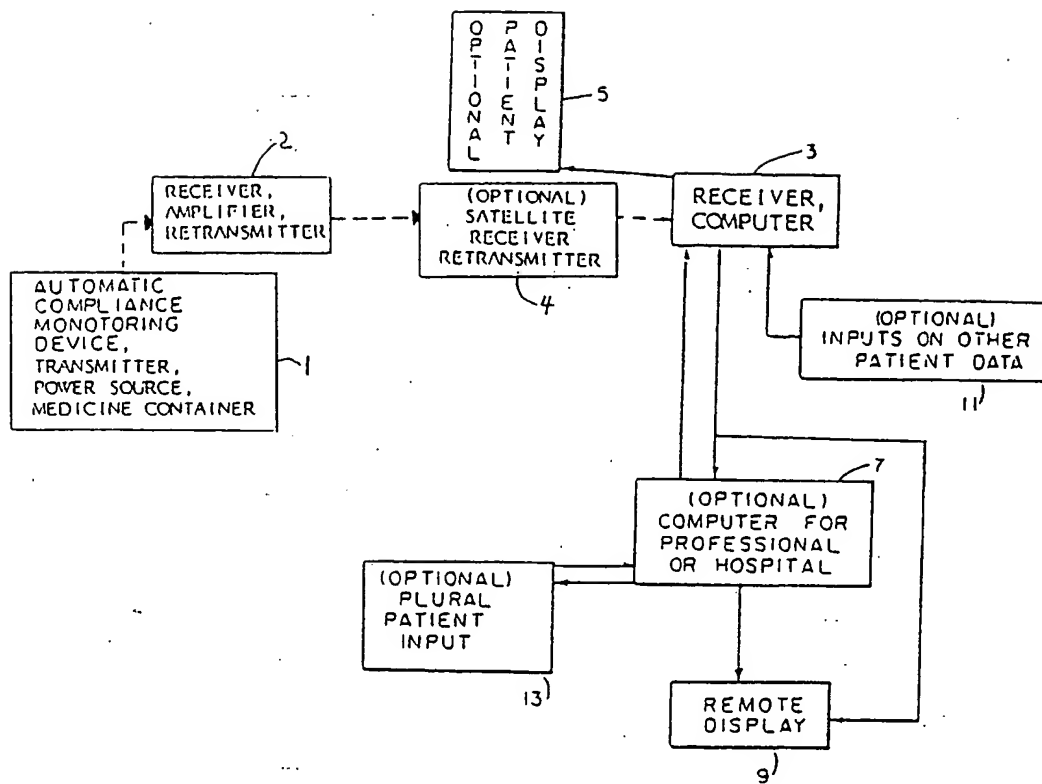 OPTIONAL
PATIENT
DISPLAY
5
2
RECEIVER,
AMPLIFIER,
RETRANSMITTER
(OPTIONAL)
SATELLITE
RECEIVER
RETRANSMITTER
4
3
RECEIVER,
COMPUTER
AUTOMATIC
COMPLIANCE
MONOTORING
DEVICE,
TRANSMITTER,
POWER SOURCE,
MEDICINE CONTAINER
1
(OPTIONAL)
INPUTS ON OTHER
PATIENT DATA
11
7
(OPTIONAL)
COMPUTER FOR
PROFESSIONAL
OR HOSPITAL
(OPTIONAL)
PLURAL
PATIENT
INPUT
13
REMOTE
DISPLAY
9